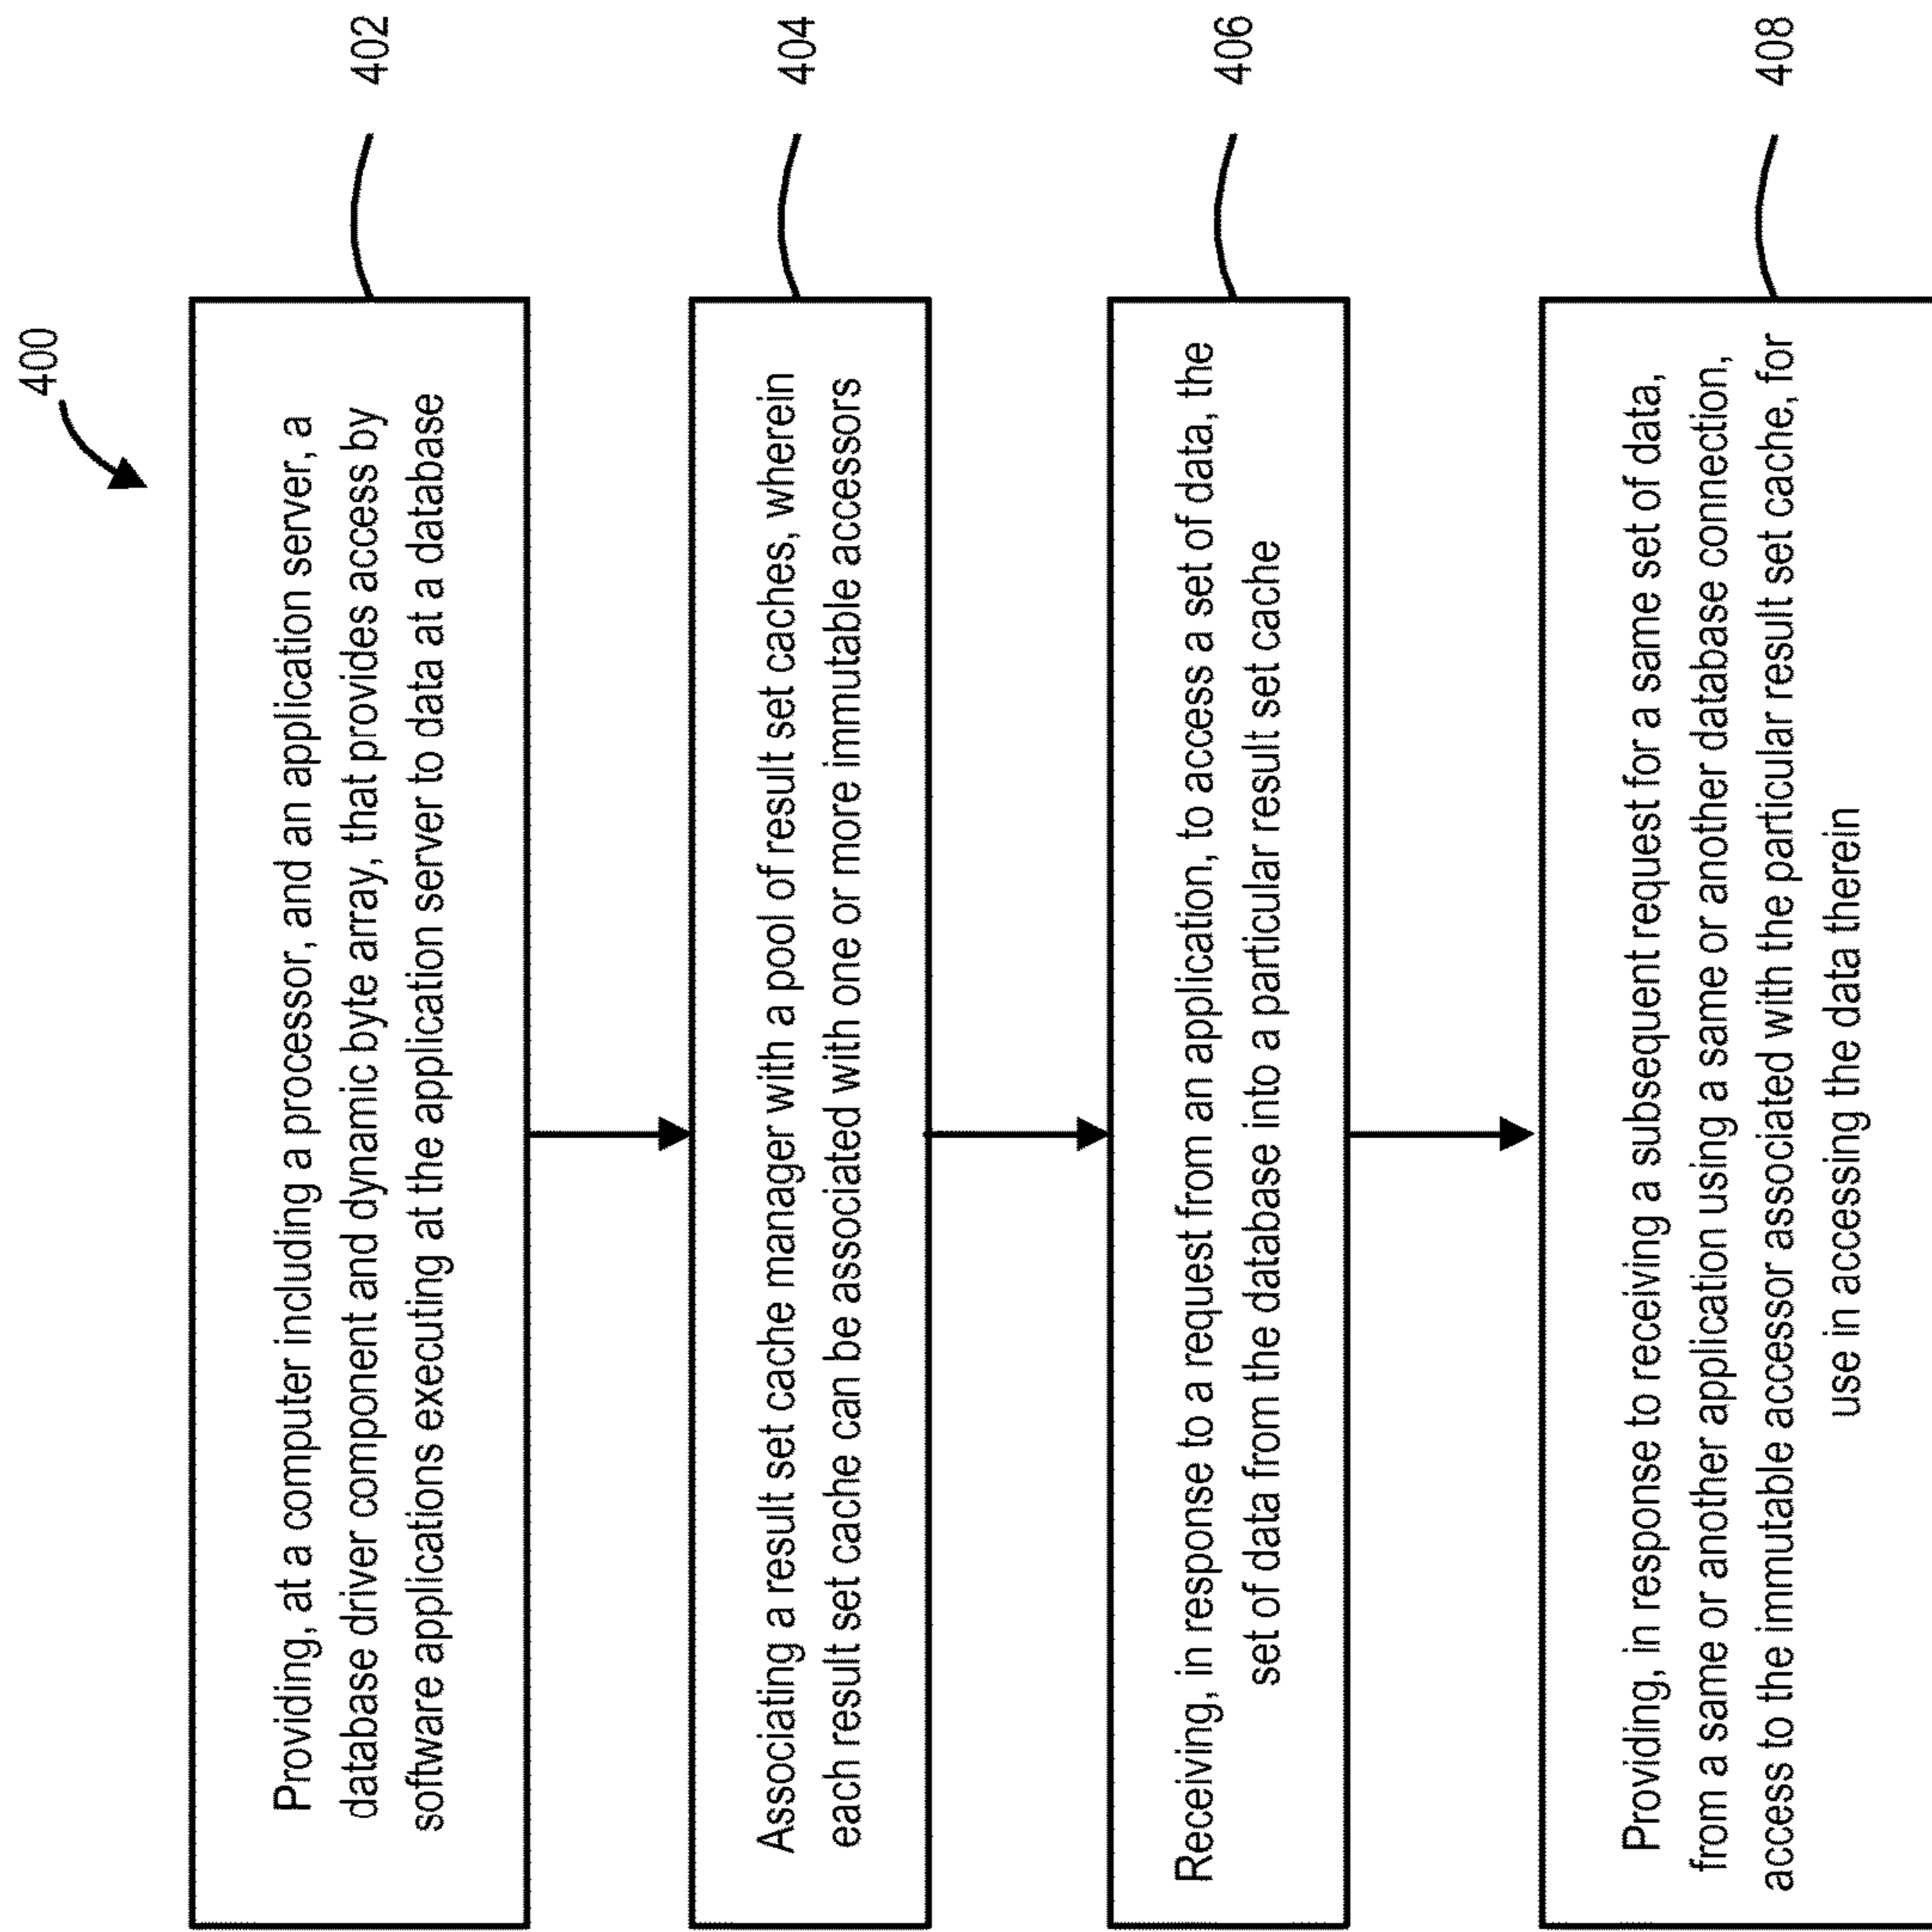 400
Providing, at a computer including a processor, and an application server, a
database driver component and dynamic byte array, that provides access by
software applications executing at the application server to data at a database
402
Associating a result set cache manager with a pool of result set caches, wherein
each result set cache can be associated with one or more immutable accessors
404
Receiving, in response to a request from an application, to access a set of data, the
set of data from the database into a particular result set cache
406
Providing, in response to receiving a subsequent request for a same set of data,
from a same or another application using a same or another database connection,
access to the immutable accessor associated with the particular result set cache, for
use in accessing the data therein
408